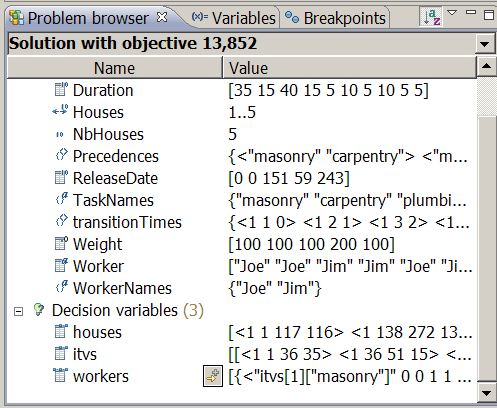 Problem browser (x)= Variables Breakpoints
Solution with objective 13,852
Name Value
Duration [35 15 40 15 5 10 5 10 5 5]
Houses 1..5
NbHouses 5
Precedences {<"masonry" "carpentry"> <"m...
ReleaseDate [0 0 151 59 243]
TaskNames {"masonry" "carpentry" "plumbi...
transitionTimes {<1 1 0> <1 2 1> <1 3 2> <1...
Weight [100 100 100 200 100]
Worker ["Joe" "Joe" "Jim" "Jim" "Joe" "Ji...
WorkerNames {"Joe" "Jim"}
Decision variables (3)
houses [<1 1 117 116> <1 138 272 13...
itvs [[<1 1 36 35> <1 36 51 15> <...
workers [{<"itvs[1]["masonry"]" 0 0 1 1 ...